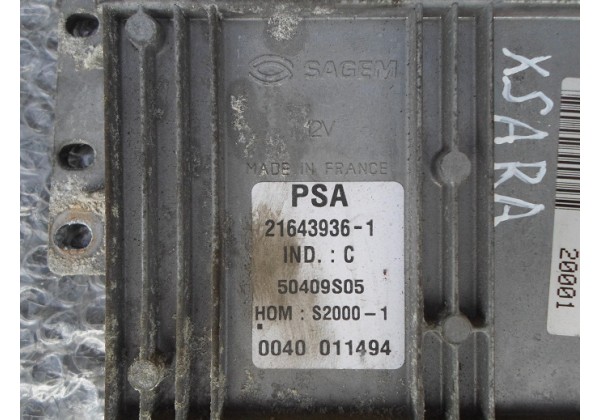 SAGEM
12V
MADE IN FRANCE
PSA
21643936-1
IND. : C
50409S05
HOM : S2000-1
0040 011494
XSARA
20001